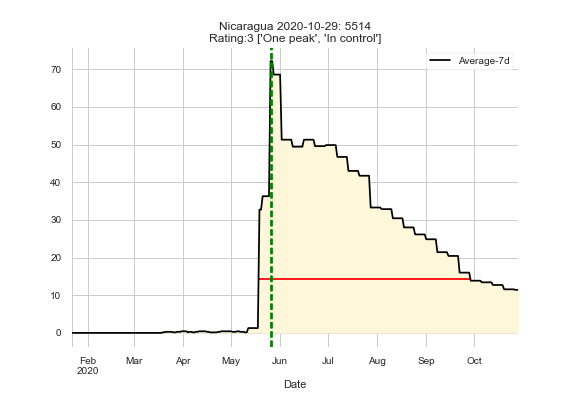 Nicaragua 2020-10-29: 5514
Rating:3 ['One peak', 'In control']
Average-7d
70
60
50
40
30
20
10
0
Feb Mar Apr May Jun Jul Aug Sep Oct
2020
Date